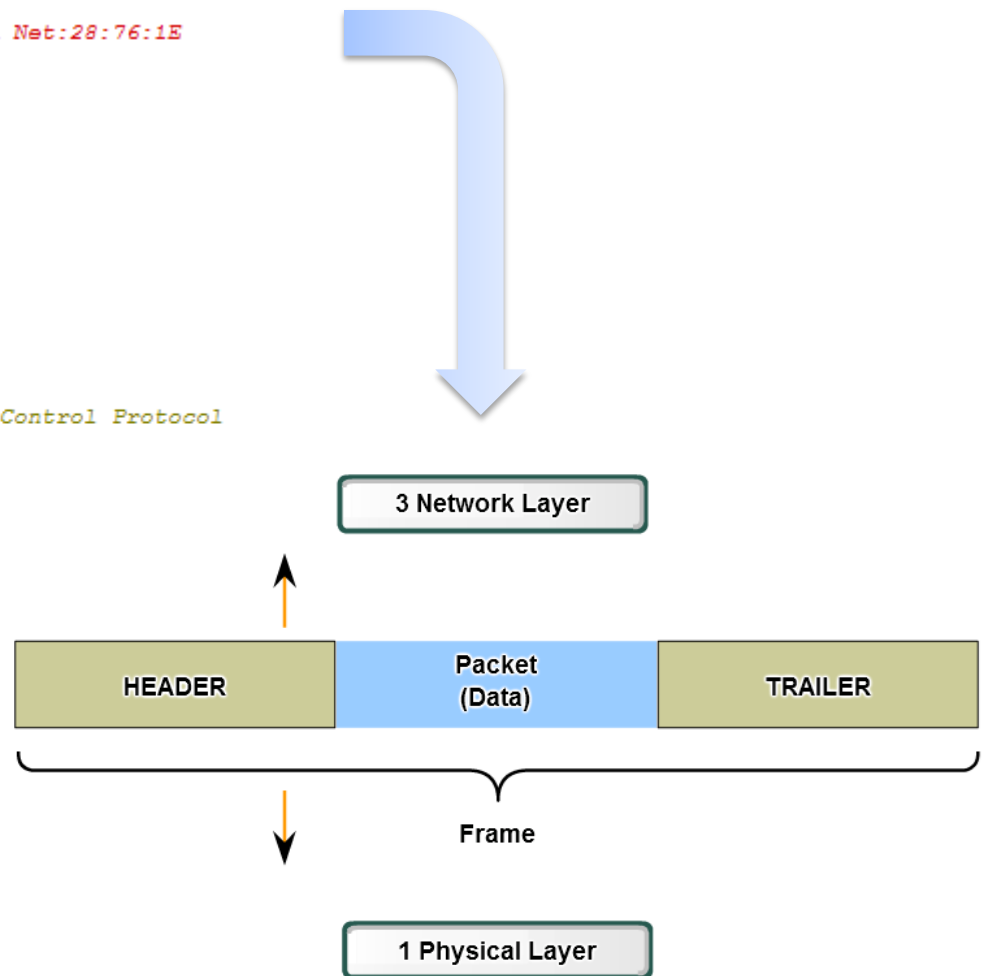 Net:28:76:1E
Control Protocol
3 Network Layer
HEADER
Packet
(Data)
TRAILER
Frame
1 Physical Layer